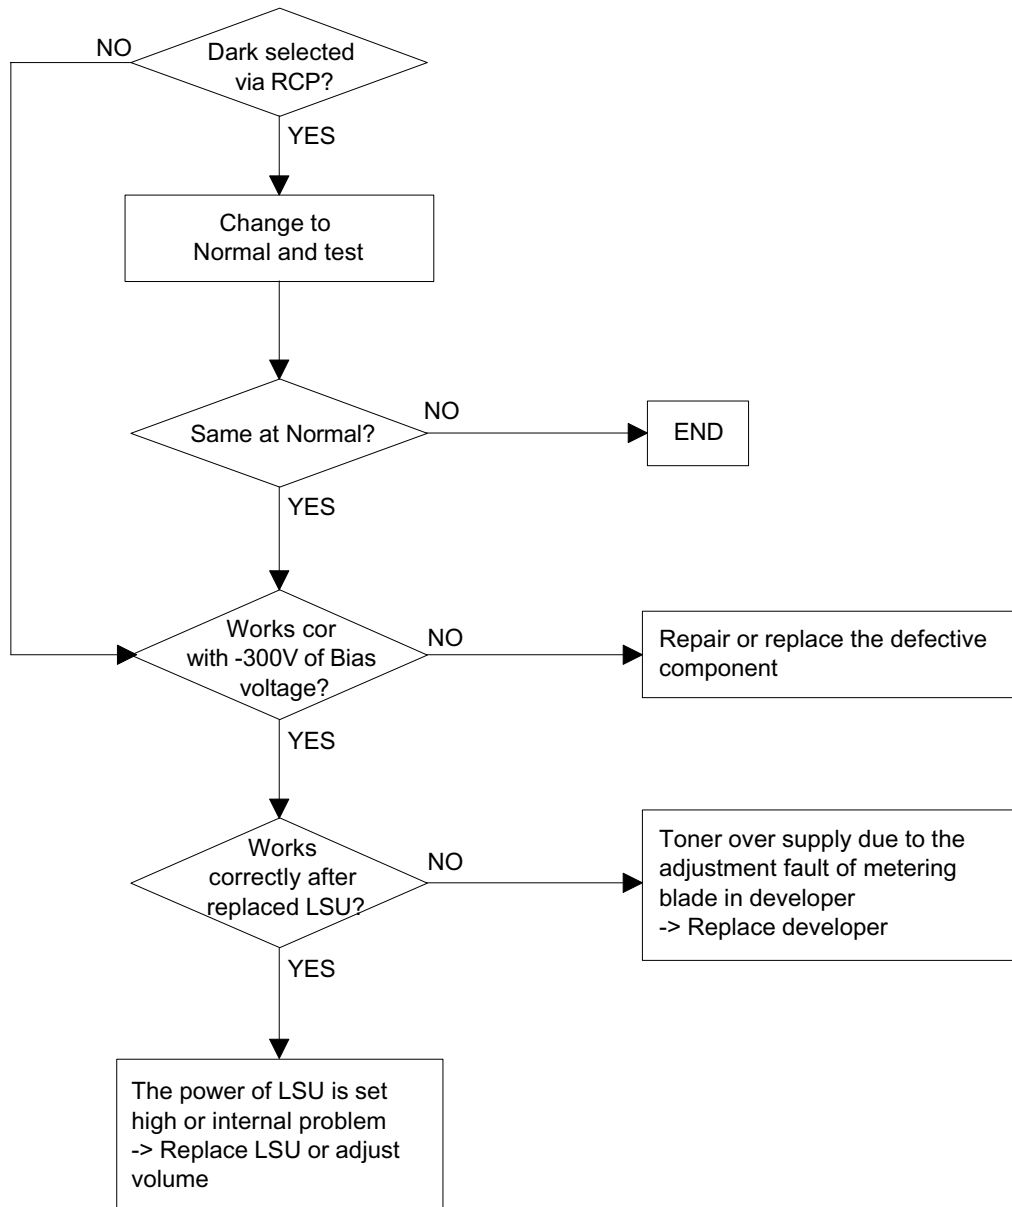 NO
Dark selected
via RCP?
YES
Change to
Normal and test
Same at Normal?
NO
END
YES
Works cor
with -300V of Bias
voltage?
NO
Repair or replace the defective
component
YES
Works
correctly after
replaced LSU?
NO
Toner over supply due to the
adjustment fault of metering
blade in developer
-> Replace developer
YES
The power of LSU is set
high or internal problem
-> Replace LSU or adjust
volume